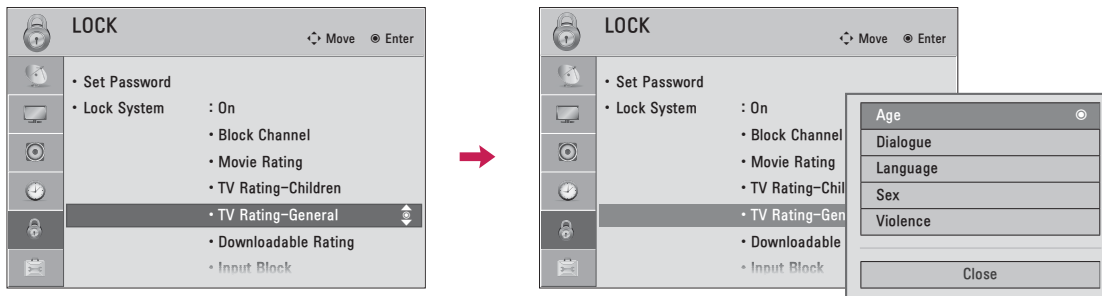 LOCK
Move Enter
• Set Password
• Lock System : On
• Block Channel
• Movie Rating
• TV Rating-Children
• TV Rating-General
• Downloadable Rating
• Input Block
LOCK
Move Enter
• Set Password
• Lock System : On
• Block Channel
• Movie Rating
• TV Rating-Chil
• TV Rating-Gen
• Downloadable
• Input Block
Age
Dialogue
Language
Sex
Violence
Close